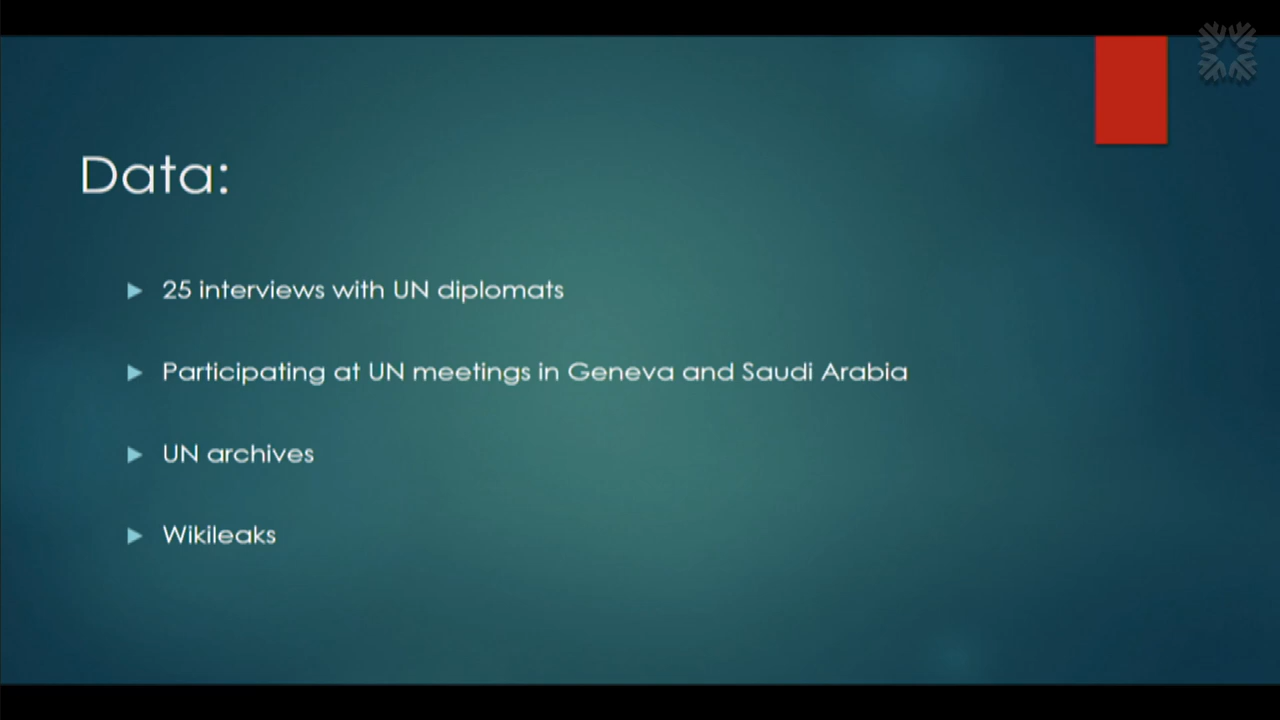 Data:
25 interviews with UN diplomats
Participating at UN meetings in Geneva and Saudi Arabia
UN archives
Wikileaks